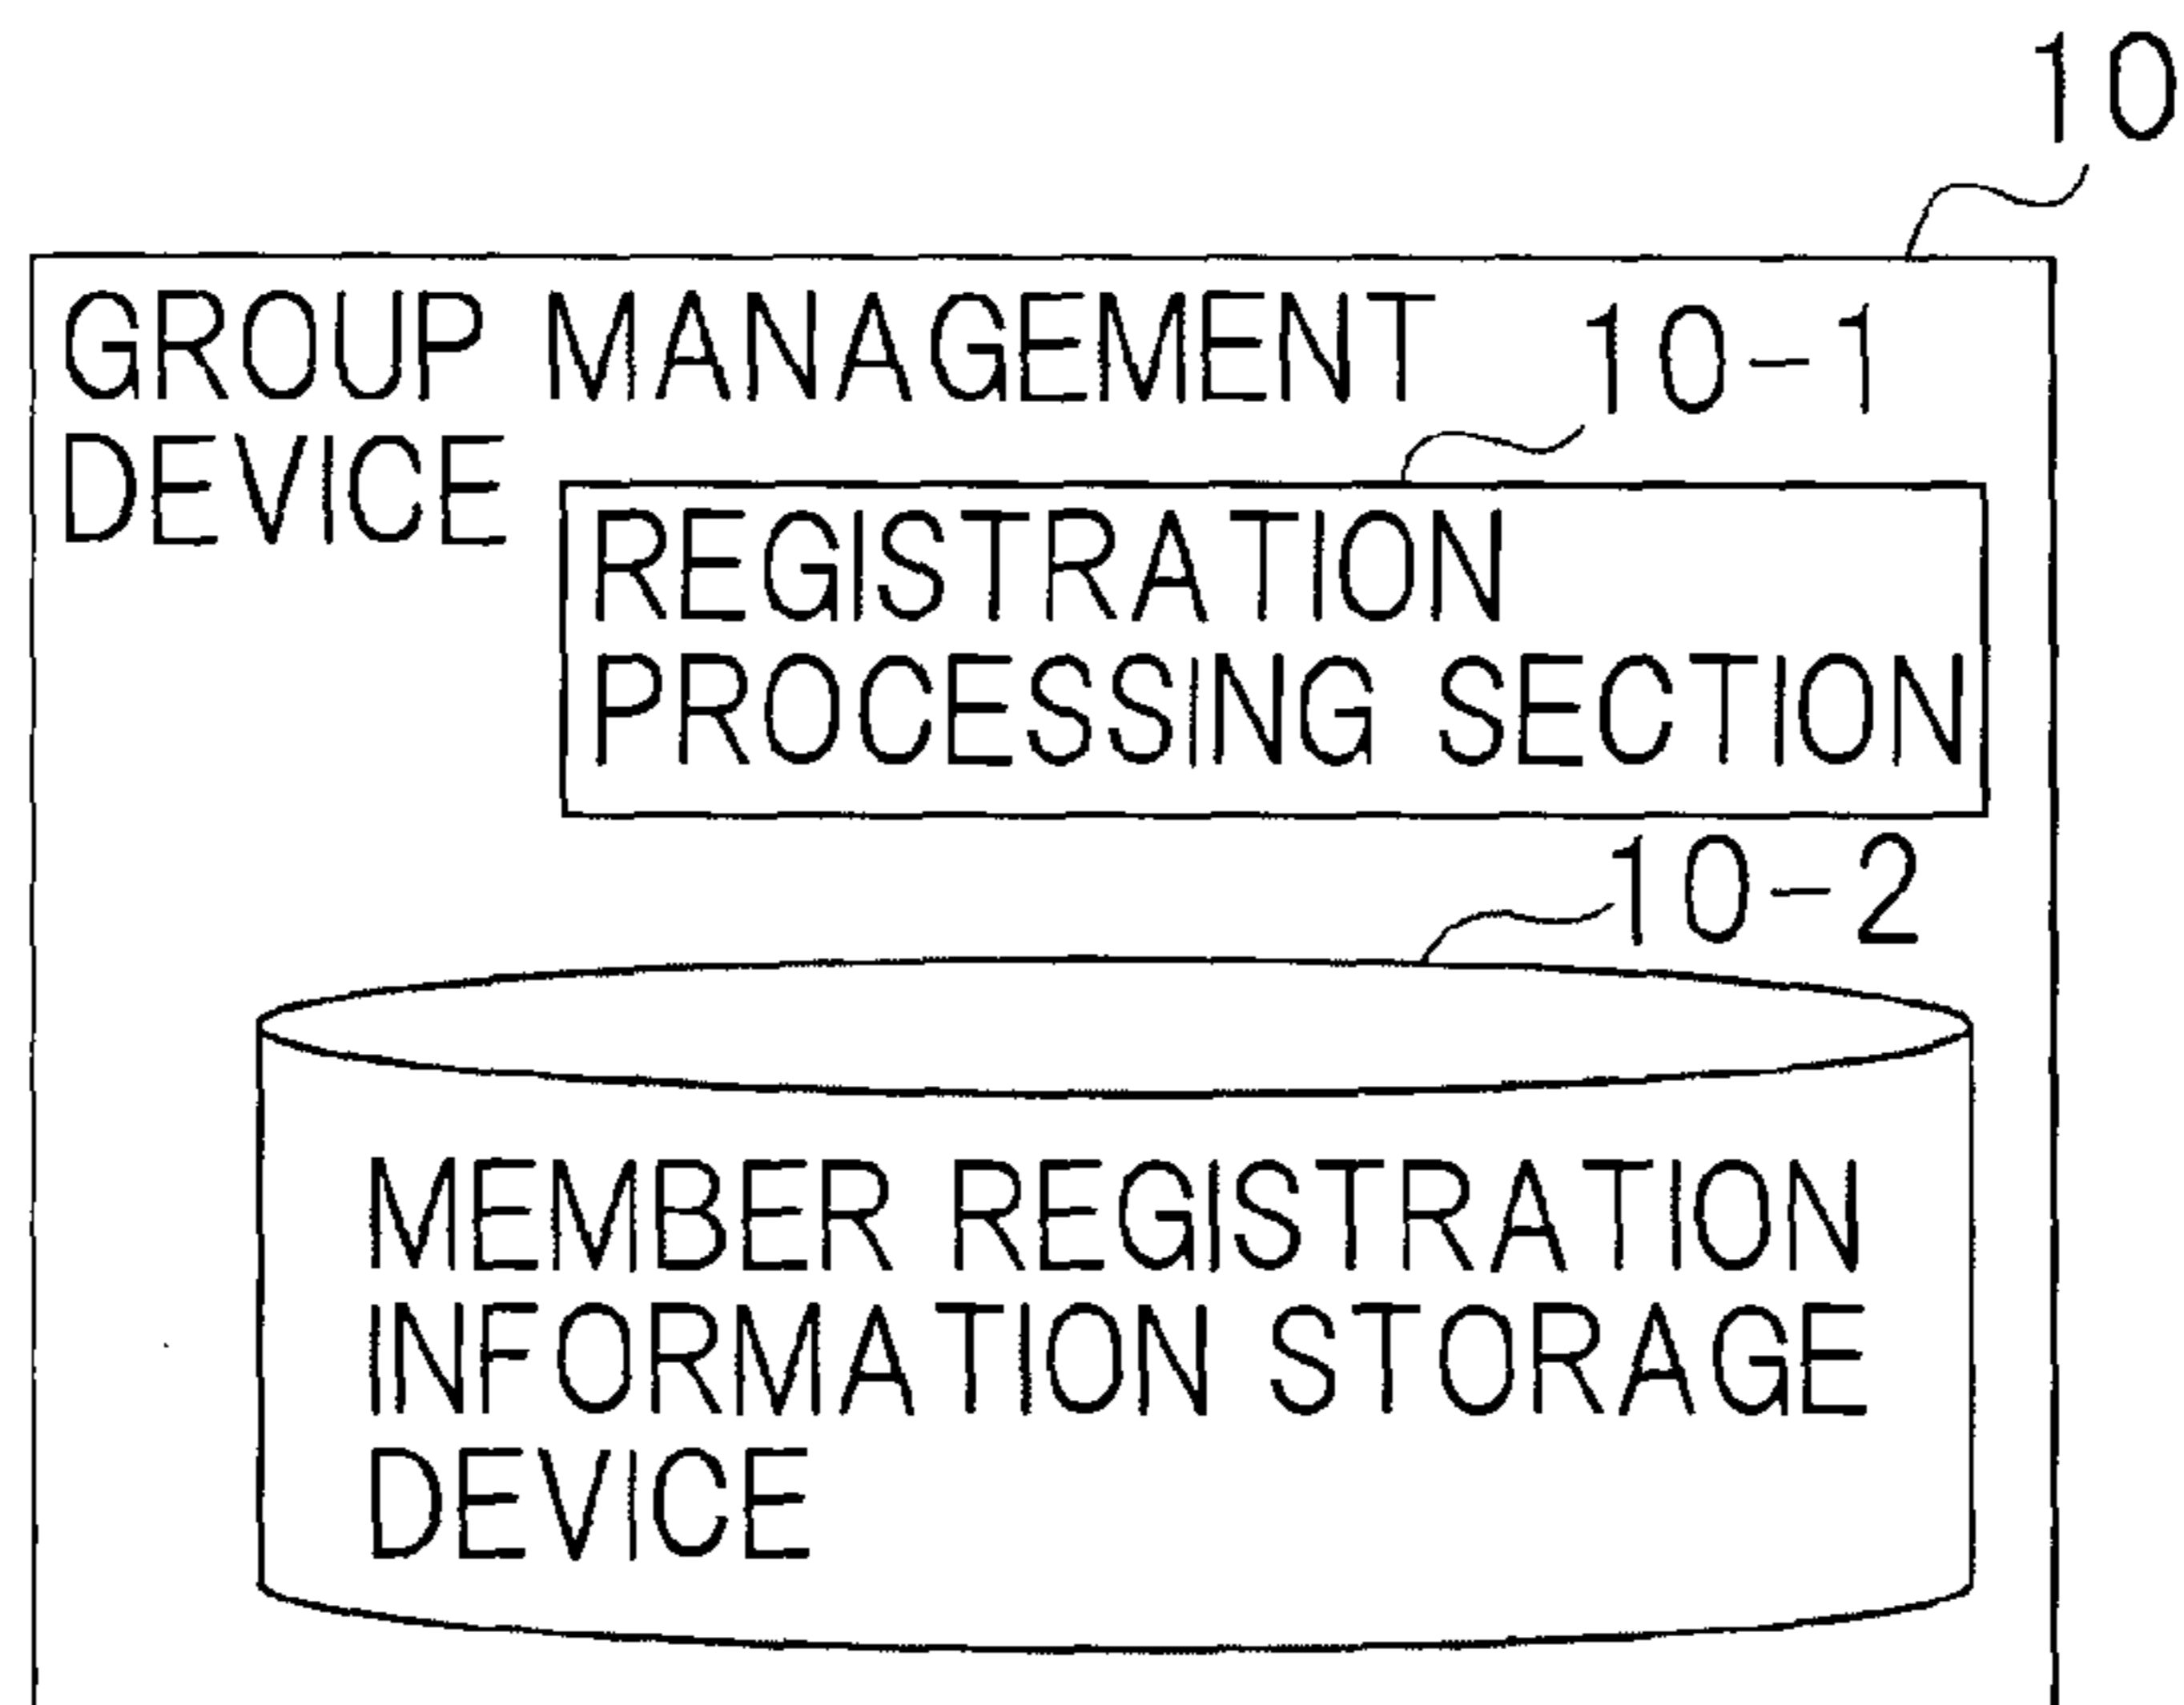 10
GROUP MANAGEMENT
DEVICE
10-1
REGISTRATION
PROCESSING SECTION
10-2
MEMBER REGISTRATION
INFORMATION STORAGE
DEVICE